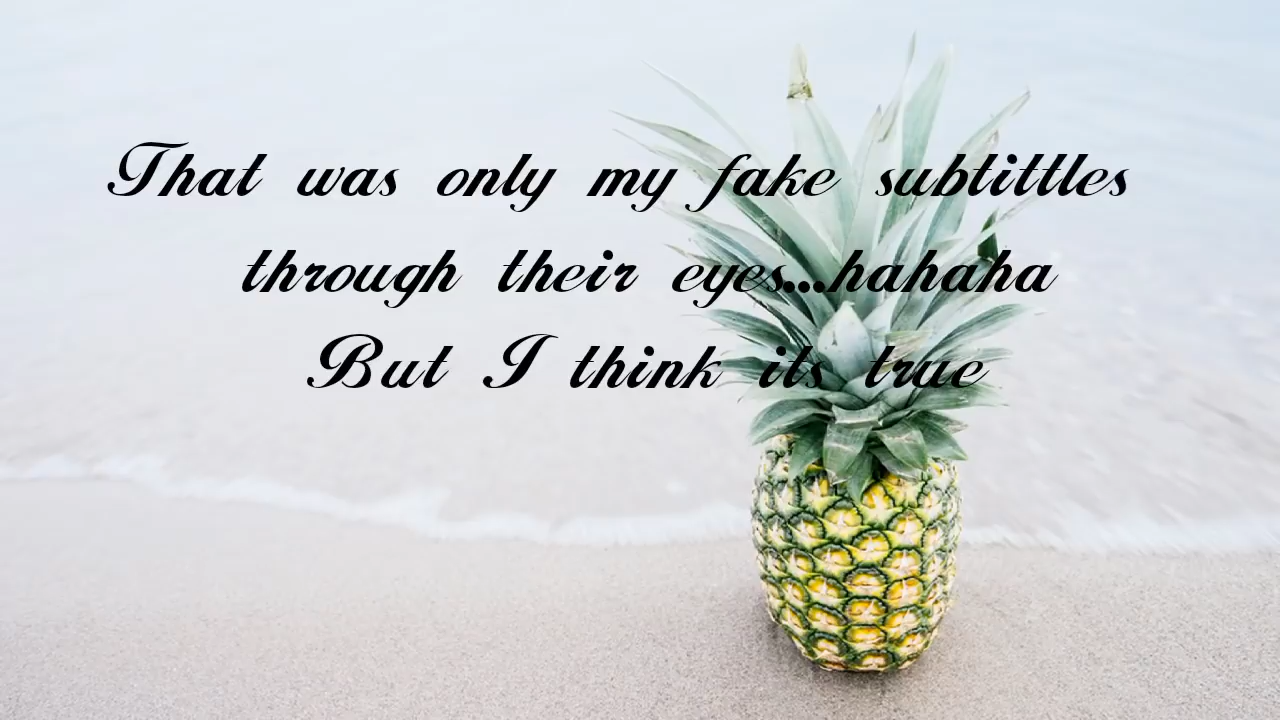 That was only my fake subtittles
through their eyes...hahaha
But I think its true